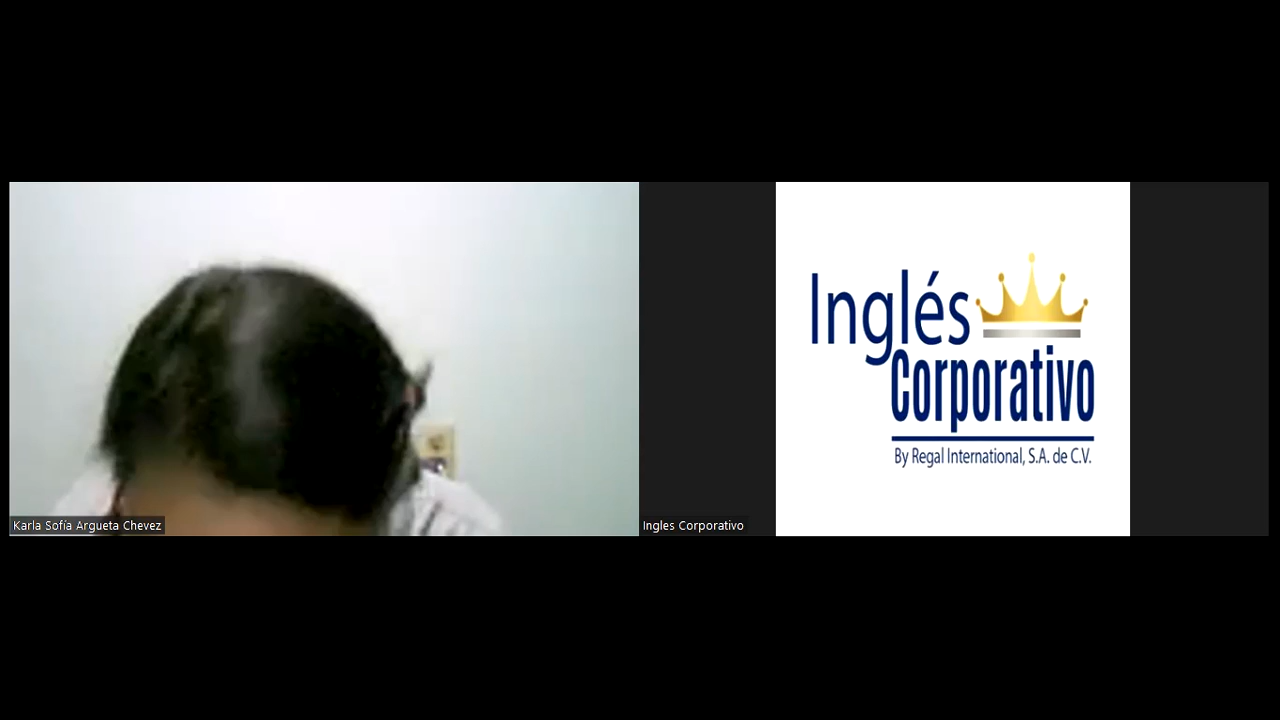 Karla Sofía Argueta Chevez
Inglés
Corporativo
By Regal International, S.A. de C.V.
Ingles Corporativo